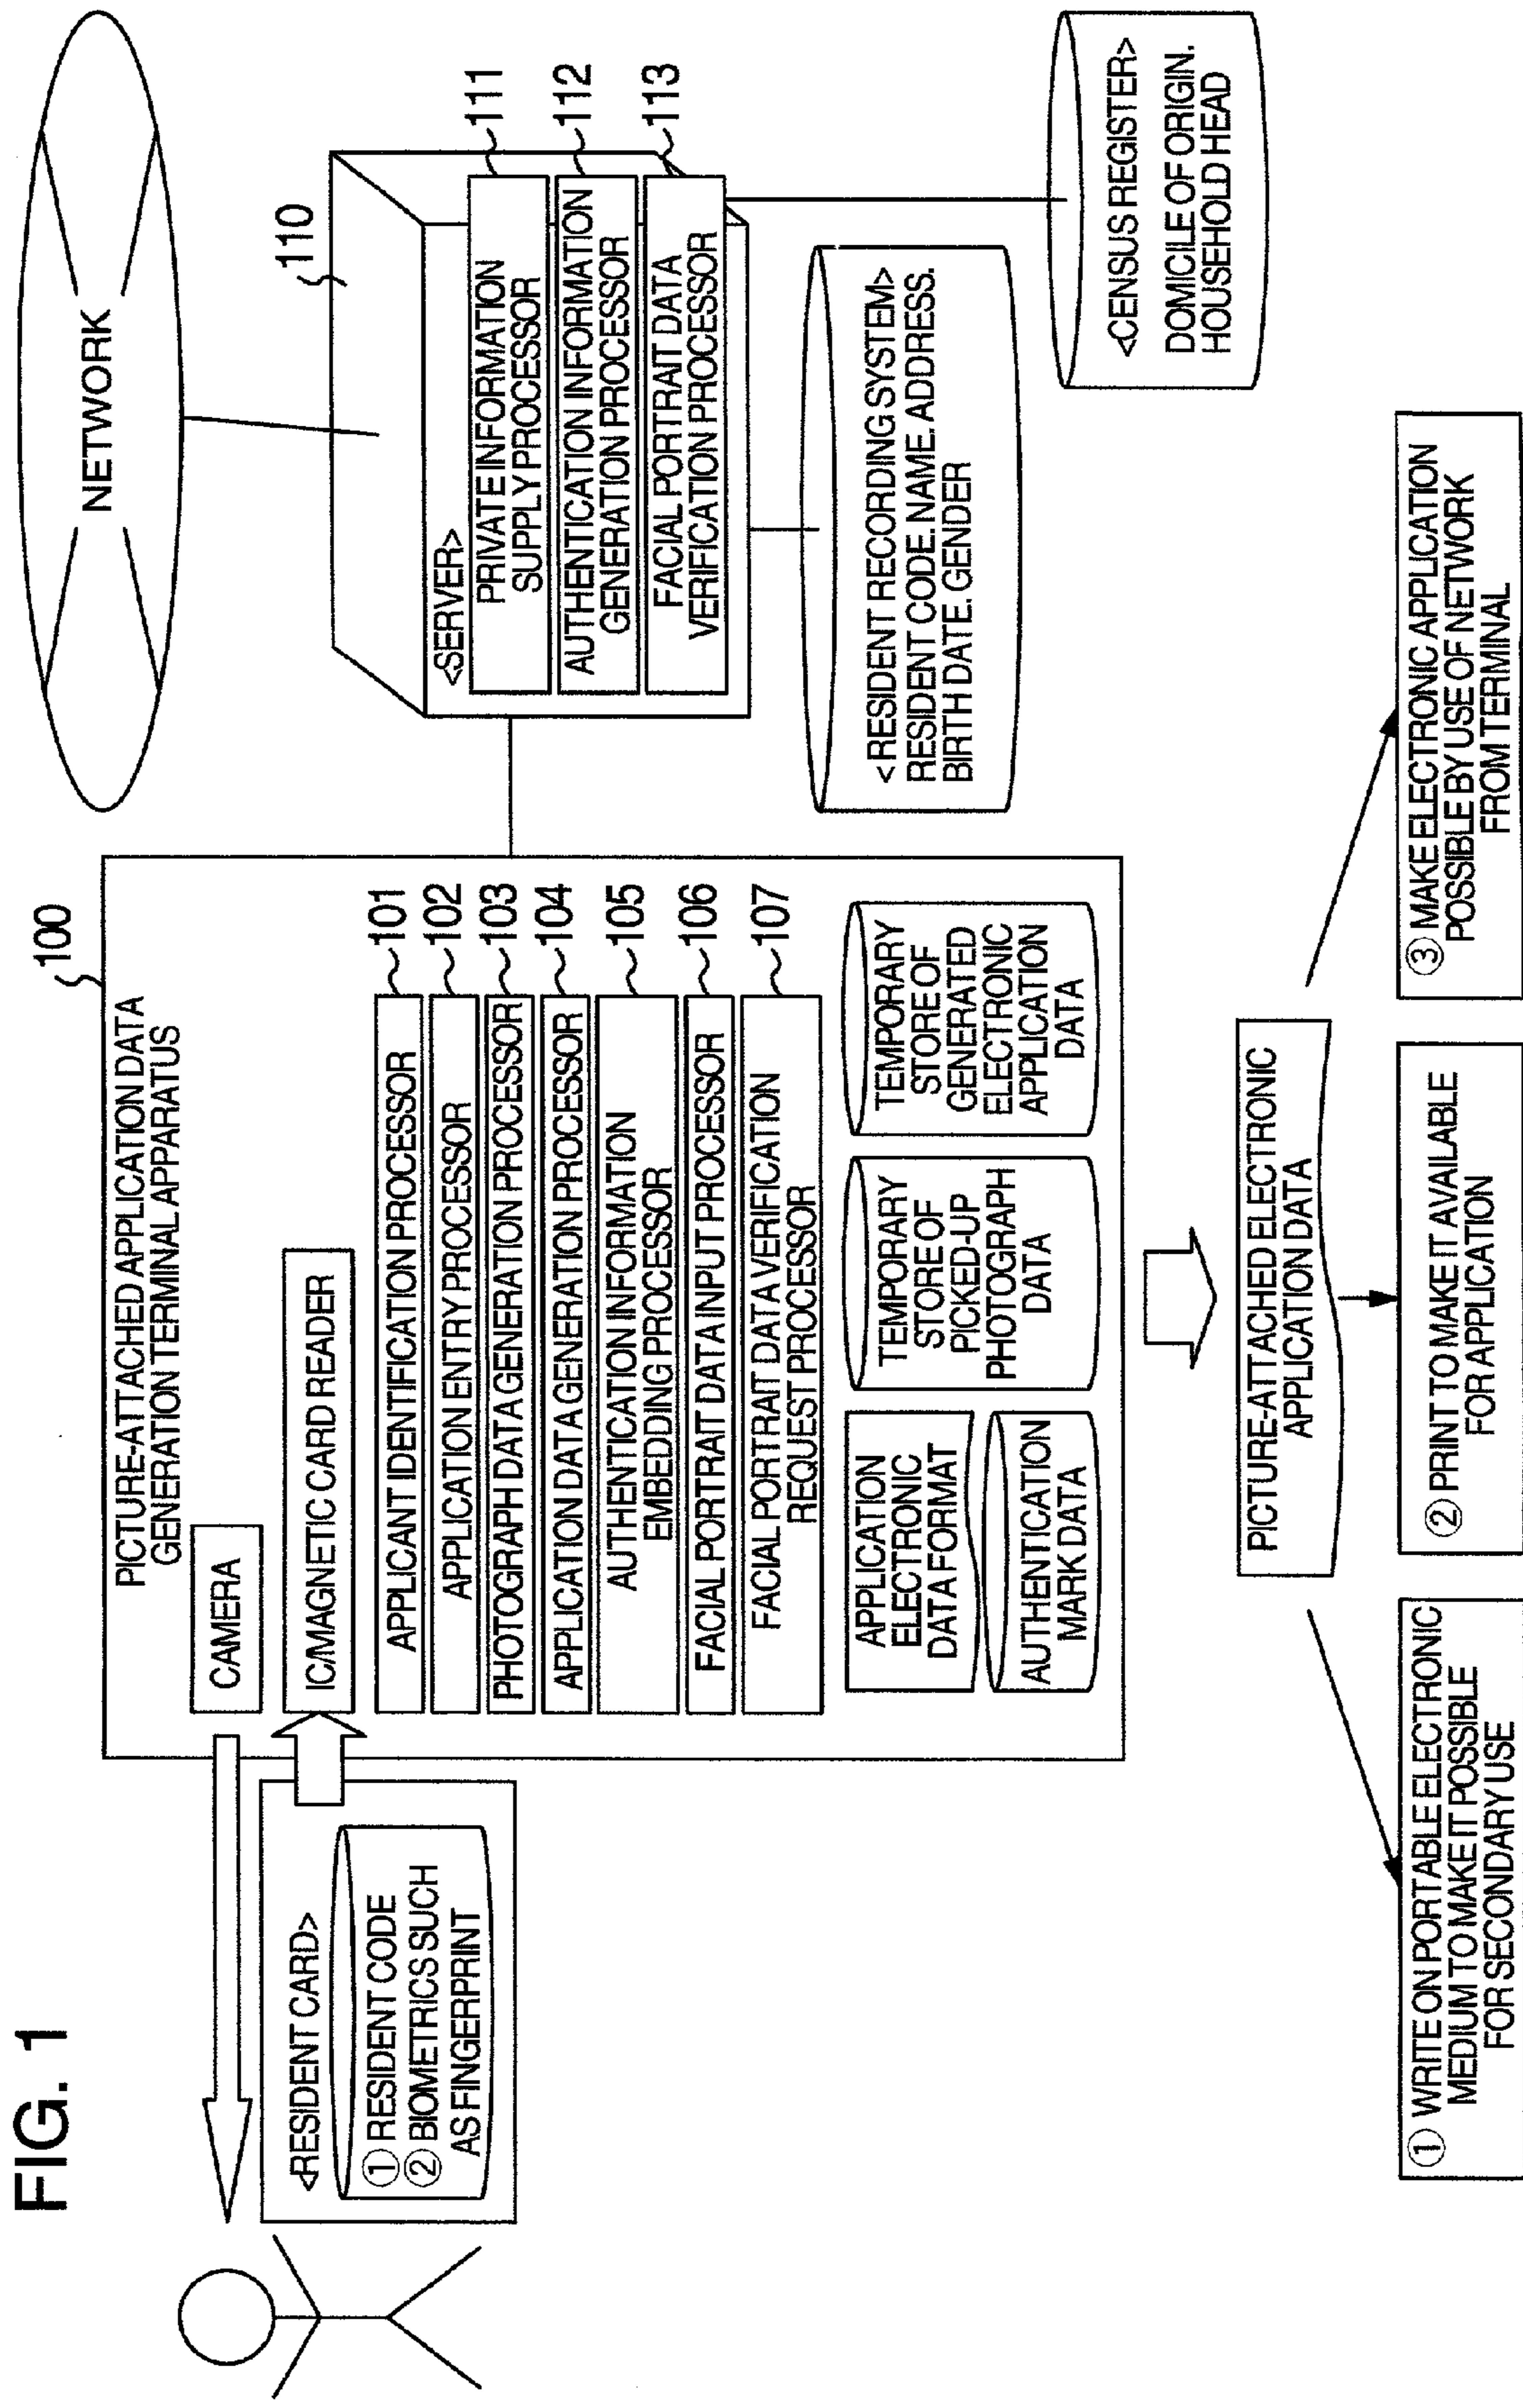 FIG. 1
100
PICTURE-ATTACHED APPLICATION DATA
GENERATION TERMINAL APPARATUS
CAMERA
IC/MAGNETIC CARD READER
APPLICANT IDENTIFICATION PROCESSOR
101
APPLICATION ENTRY PROCESSOR
102
PHOTOGRAPH DATA GENERATION PROCESSOR
103
APPLICATION DATA GENERATION PROCESSOR
104
AUTHENTICATION INFORMATION
EMBEDDING PROCESSOR
105
FACIAL PORTRAIT DATA INPUT PROCESSOR
106
FACIAL PORTRAIT DATA VERIFICATION
REQUEST PROCESSOR
107
APPLICATION
ELECTRONIC
DATA FORMAT
AUTHENTICATION
MARK DATA
TEMPORARY
STORE OF
PICKED-UP
PHOTOGRAPH
DATA
TEMPORARY
STORE OF
GENERATED
ELECTRONIC
APPLICATION
DATA
<RESIDENT CARD>
① RESIDENT CODE
② BIOMETRICS SUCH
AS FINGERPRINT
NETWORK
110
<SERVER>
PRIVATE INFORMATION
SUPPLY PROCESSOR
111
AUTHENTICATION INFORMATION
GENERATION PROCESSOR
112
FACIAL PORTRAIT DATA
VERIFICATION PROCESSOR
113
<RESIDENT RECORDING SYSTEM>
RESIDENT CODE. NAME. ADDRESS.
BIRTH DATE. GENDER
<CENSUS REGISTER>
DOMICILE OF ORIGIN.
HOUSEHOLD HEAD
PICTURE-ATTACHED ELECTRONIC
APPLICATION DATA
① WRITE ON PORTABLE ELECTRONIC
MEDIUM TO MAKE IT POSSIBLE
FOR SECONDARY USE
② PRINT TO MAKE IT AVAILABLE
FOR APPLICATION
③ MAKE ELECTRONIC APPLICATION
POSSIBLE BY USE OF NETWORK
FROM TERMINAL